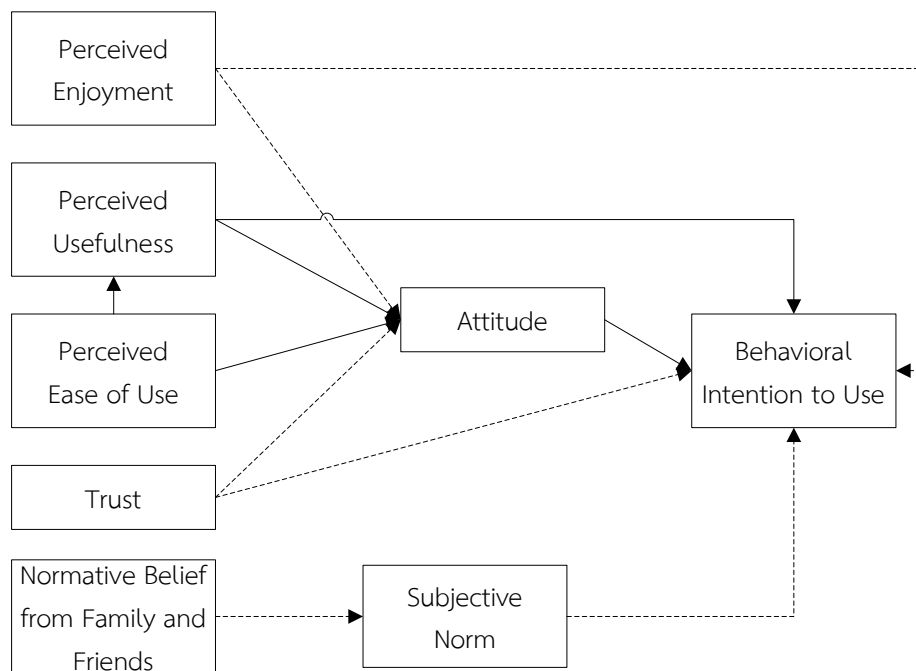 Perceived
Enjoyment
Perceived
Usefulness
Perceived
Ease of Use
Attitude
Behavioral
Intention to Use
Trust
Normative Belief
from Family and
Friends
Subjective
Norm